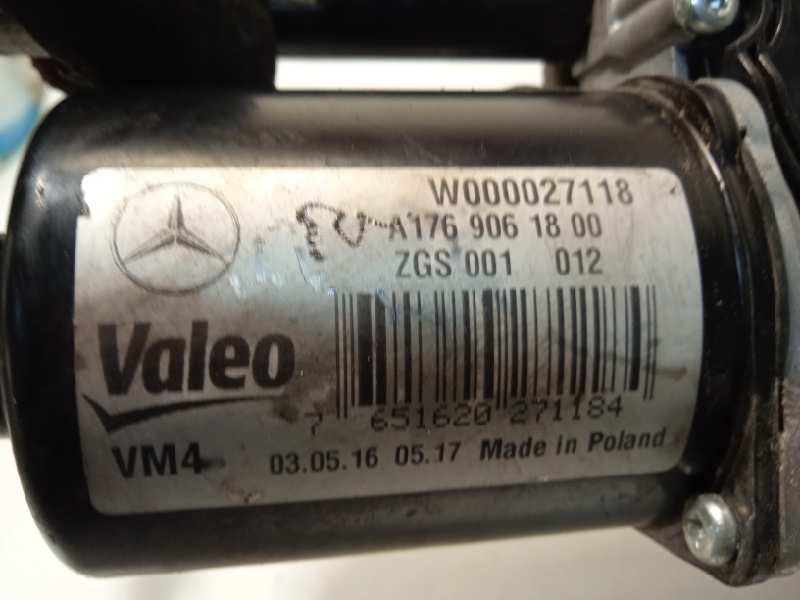 W000027118
A176 906 18 00
ZGS 001 012
Valeo
7 651620 271184
VM4 03.05.16 05.17 Made in Poland